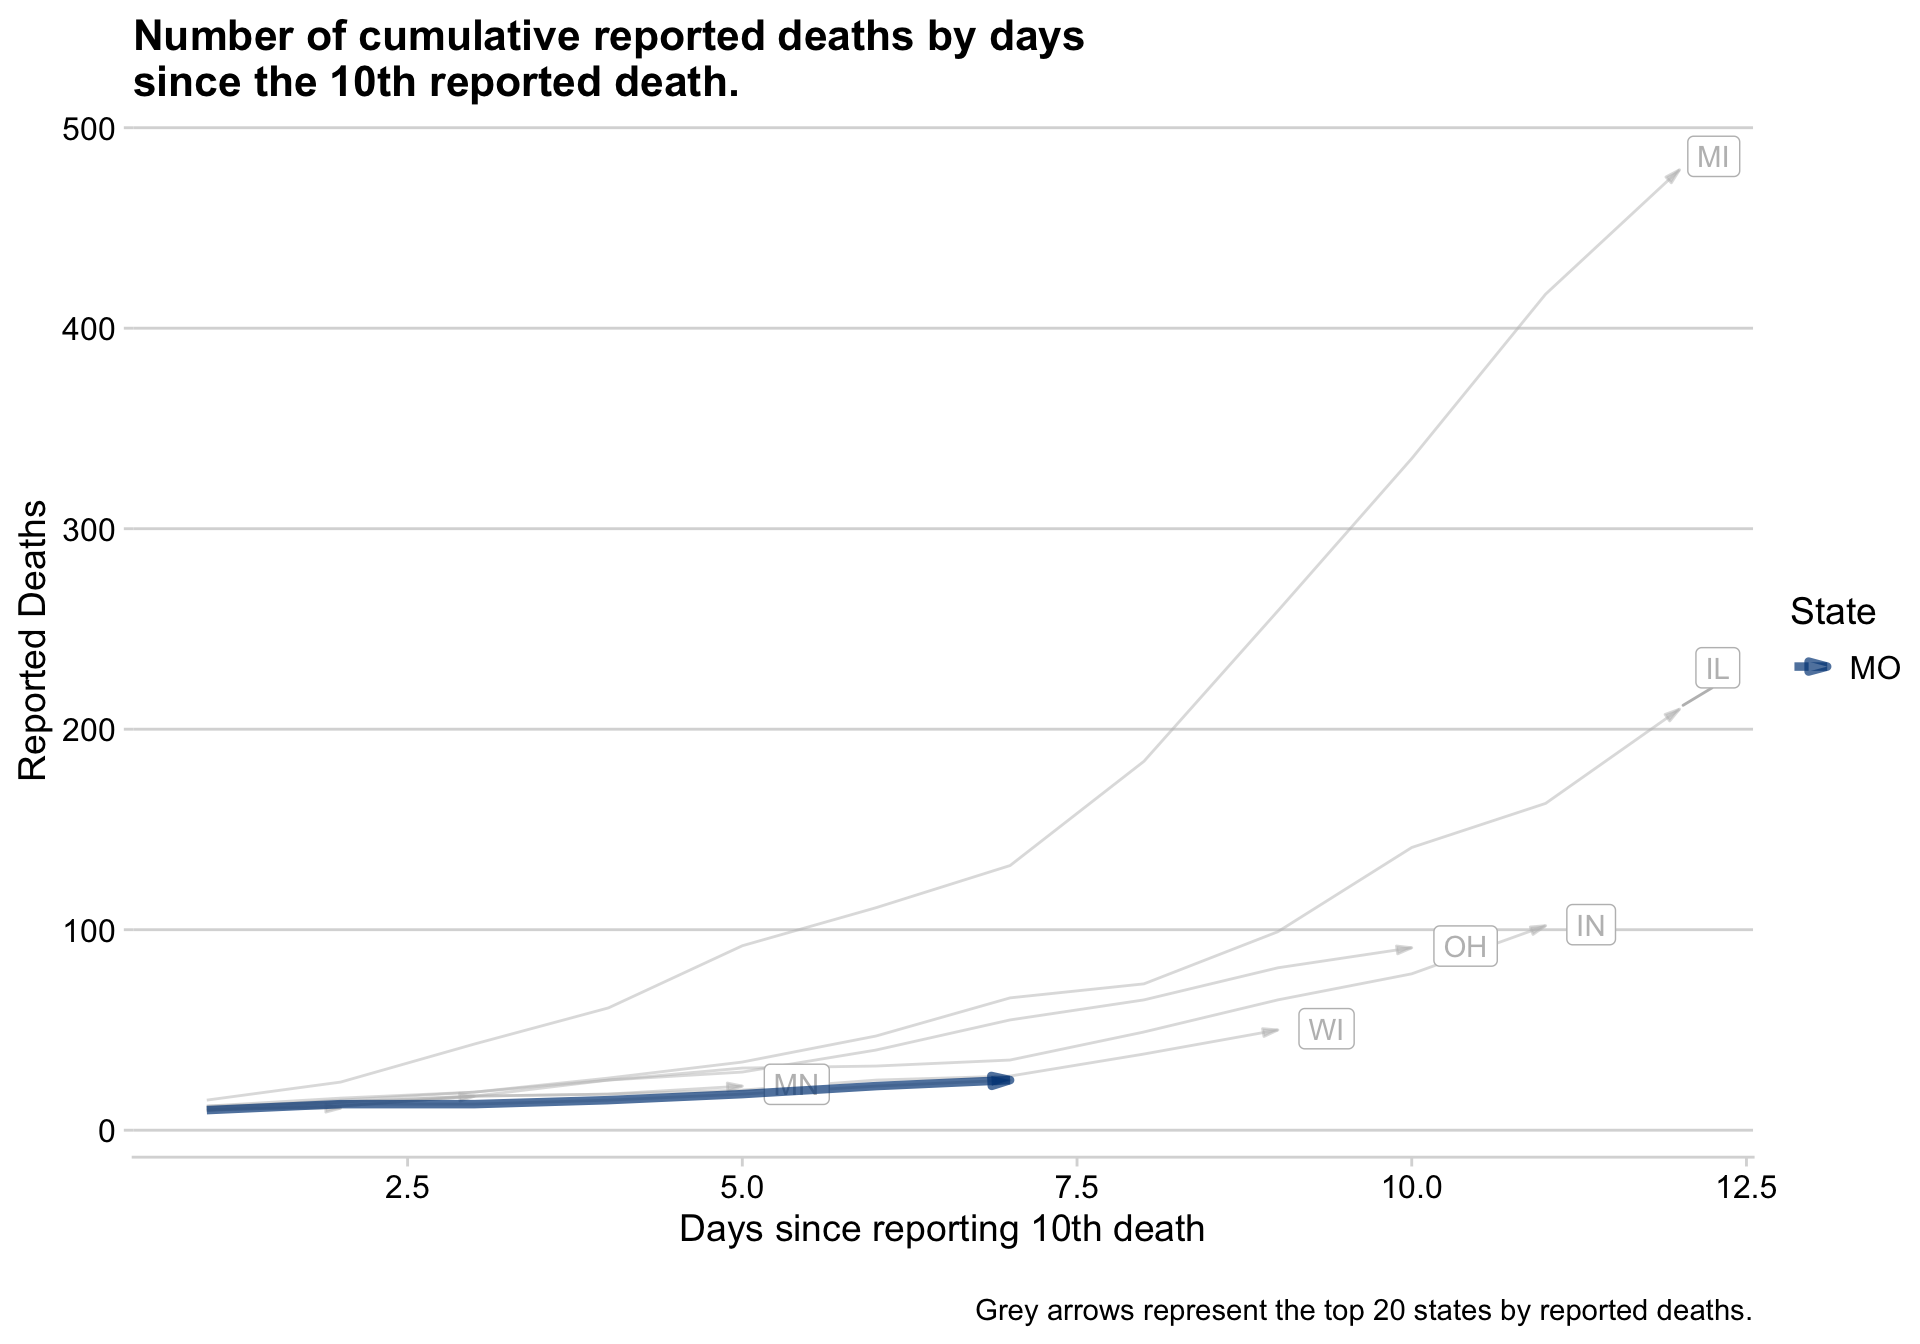 Number of cumulative reported deaths by days
since the 10th reported death.
500
400
300
200
100
0
Reported Deaths
MI
IL
IN
OH
WI
MN
State
MO
2.5
5.0
7.5
10.0
12.5
Days since reporting 10th death
Grey arrows represent the top 20 states by reported deaths.